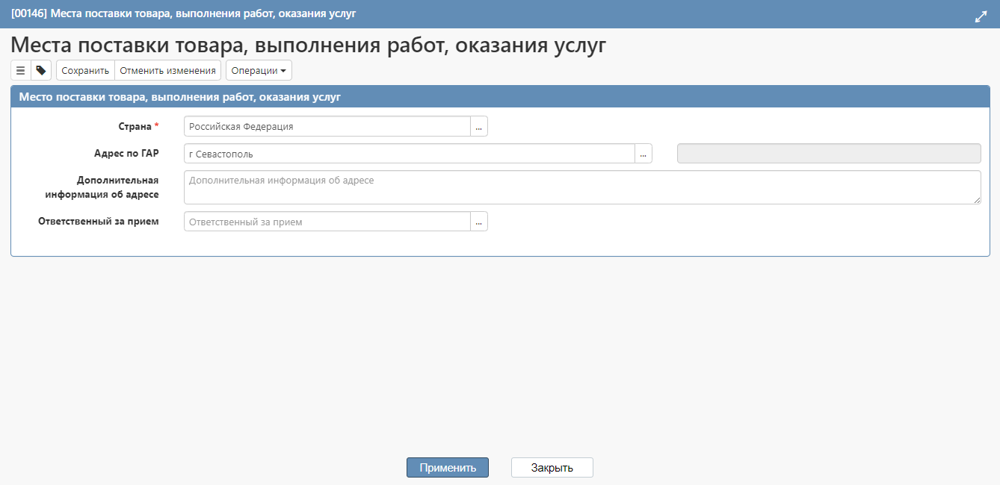 [00146] Места поставки товара, выполнения работ, оказания услуг
Места поставки товара, выполнения работ, оказания услуг
Сохранить Отменить изменения Операции
Место поставки товара, выполнения работ, оказания услуг
Страна * Российская Федерация ...
Адрес по ГАР г Севастополь ...
Дополнительная информация об адресе Дополнительная информация об адресе
Ответственный за прием Ответственный за прием ...
Применить Закрыть